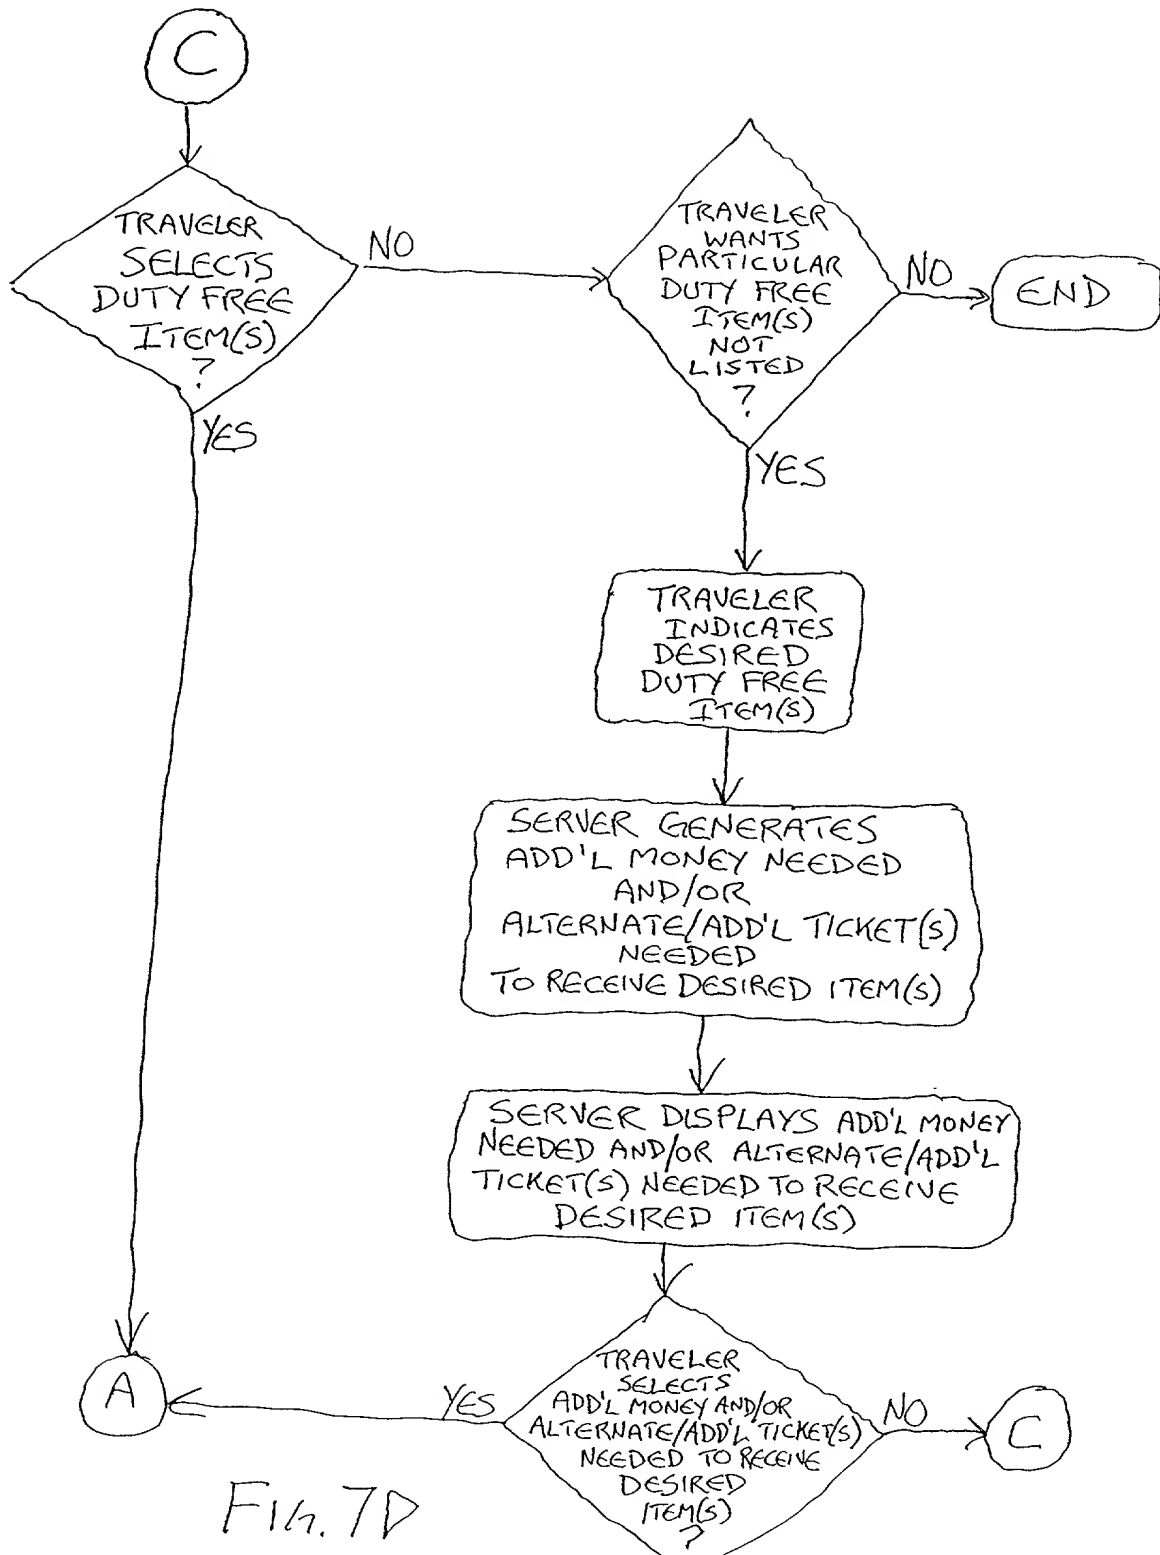 C
TRAVELER
SELECTS
DUTY FREE
ITEM(S)
?
NO
YES
TRAVELER
WANTS
PARTICULAR
DUTY FREE
ITEM(S)
NOT
LISTED
?
NO
END
YES
TRAVELER
INDICATES
DESIRED
DUTY FREE
ITEM(S)
SERVER GENERATES
ADD'L MONEY NEEDED
AND/OR
ALTERNATE/ADD'L TICKET(S)
NEEDED
TO RECEIVE DESIRED ITEM(S)
SERVER DISPLAYS ADD'L MONEY
NEEDED AND/OR ALTERNATE/ADD'L
TICKET(S) NEEDED TO RECEIVE
DESIRED ITEM(S)
TRAVELER
SELECTS
ADD'L MONEY AND/OR
ALTERNATE/ADD'L TICKET(S)
NEEDED TO RECEIVE
DESIRED
ITEM(S)
?
YES
A
NO
C
FIG. 7D